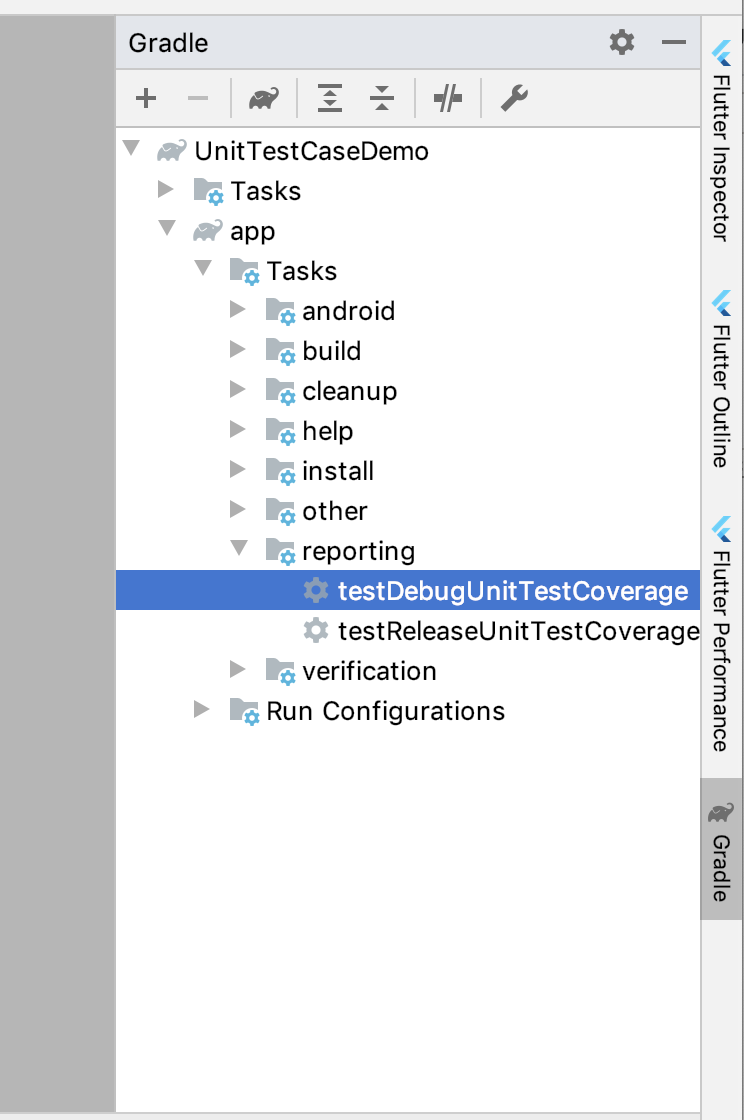 Gradle
UnitTestCaseDemo
Tasks
app
Tasks
android
build
cleanup
help
install
other
reporting
testDebugUnitTestCoverage
testReleaseUnitTestCoverage
verification
Run Configurations
Flutter Inspector
Flutter Outline
Flutter Performance
Gradle